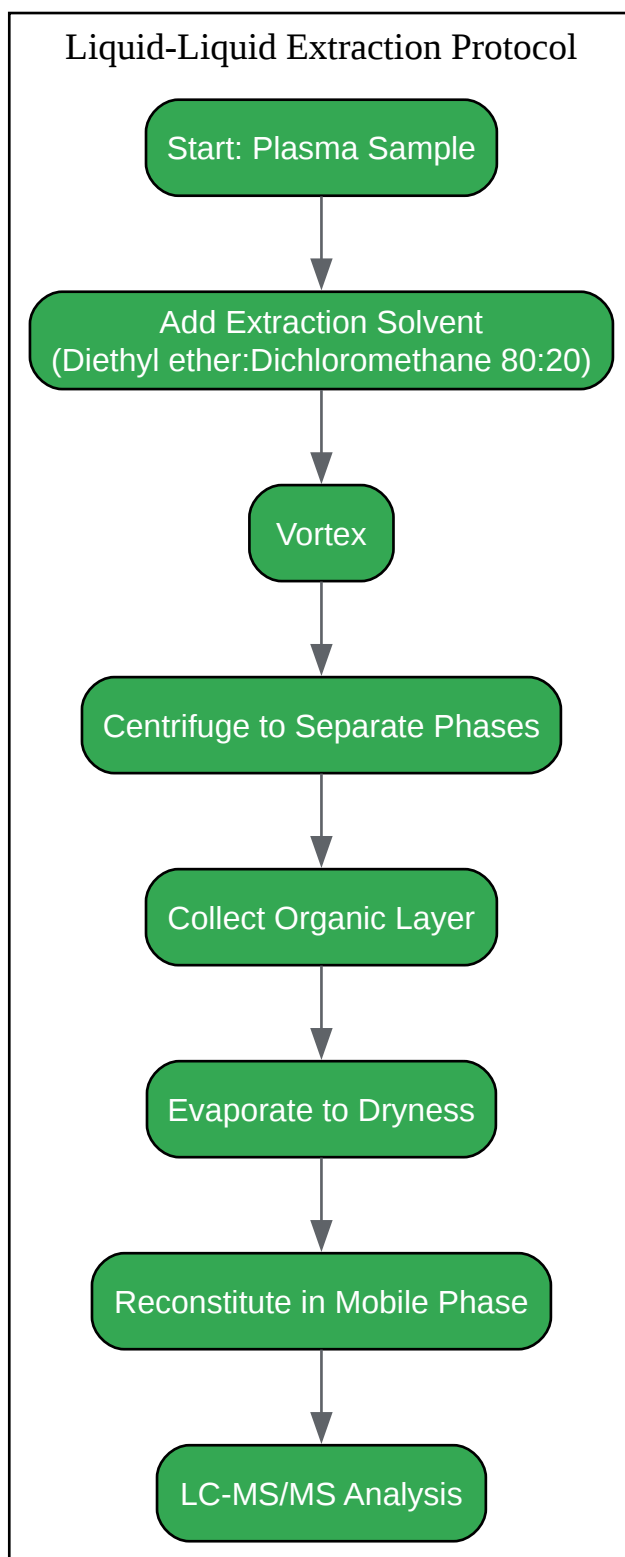 Liquid-Liquid Extraction Protocol
Start: Plasma Sample
Add Extraction Solvent
(Diethyl ether:Dichloromethane 80:20)
Vortex
Centrifuge to Separate Phases
Collect Organic Layer
Evaporate to Dryness
Reconstitute in Mobile Phase
LC-MS/MS Analysis